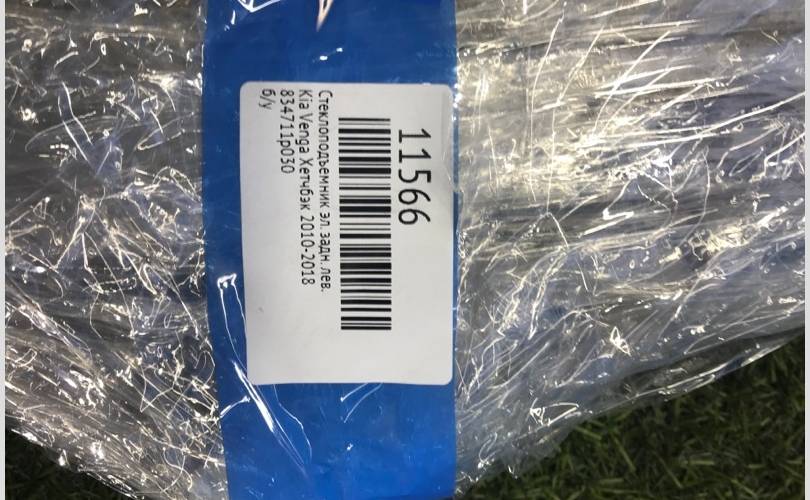 11566
Стеклоподъемник эл. задн. лев.
Kia Venga Хетчбэк 2010-2018
834711p030
б/у